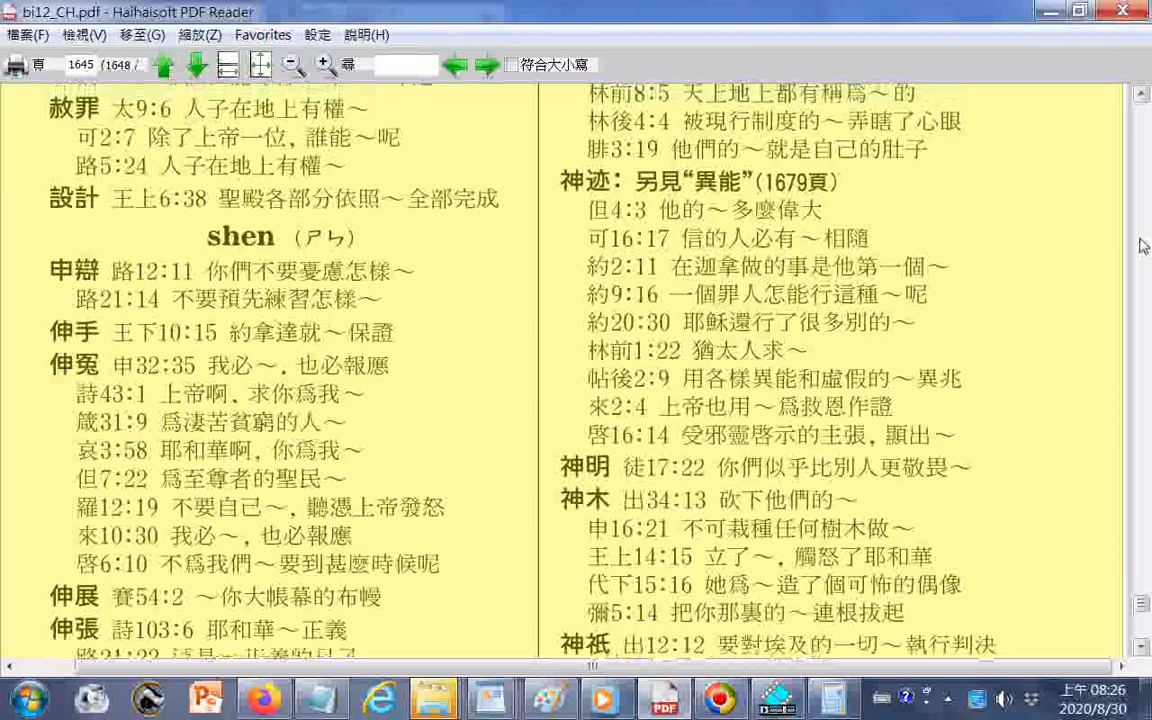 bi12_CH.pdf - Haihaisoft PDF Reader
檔案(F) 檢視(V) 移至(G) 縮放(Z) Favorites 設定 說明(H)
頁 1645 (1648 / 尋 符合大小寫
赦罪 太9:6 人子在地上有權～
可2:7 除了上帝一位，誰能～呢
路5:24 人子在地上有權～
設計 王上6:38 聖殿各部分依照～全部完成
shen （ㄕㄣ）
申辯 路12:11 你們不要憂慮怎樣～
路21:14 不要預先練習怎樣～
伸手 王下10:15 約拿達就～保證
伸冤 申32:35 我必～，也必報應
詩43:1 上帝啊，求你爲我～
箴31:9 爲淒苦貧窮的人～
哀3:58 耶和華啊，你爲我～
但7:22 爲至尊者的聖民～
羅12:19 不要自己～，聽憑上帝發怒
來10:30 我必～，也必報應
啓6:10 不爲我們～要到甚麼時候呢
伸展 賽54:2 ～你大帳幕的布幔
伸張 詩103:6 耶和華～正義
林前8:5 天上地上都有稱爲～的
林後4:4 被現行制度的～弄瞎了心眼
腓3:19 他們的～就是自己的肚子
神迹：另見“異能”(1679頁)
但4:3 他的～多麼偉大
可16:17 信的人必有～相隨
約2:11 在迦拿做的事是他第一個～
約9:16 一個罪人怎能行這種～呢
約20:30 耶穌還行了很多別的～
林前1:22 猶太人求～
帖後2:9 用各樣異能和虛假的～異兆
來2:4 上帝也用～爲救恩作證
啓16:14 受邪靈啓示的主張，顯出～
神明 徒17:22 你們似乎比別人更敬畏～
神木 出34:13 砍下他們的～
申16:21 不可栽種任何樹木做～
王上14:15 立了～，觸怒了耶和華
代下15:16 她爲～造了個可怖的偶像
彌5:14 把你那裏的～連根拔起
神祇 出12:12 要對埃及的一切～執行判決
上午 08:26
2020/8/30